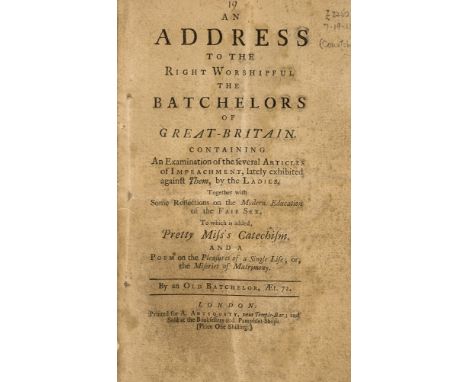 19
AN
ADDRESS
TO THE
RIGHT WORSHIPFUL
THE
BATCHELORS
OF
GREAT-BRITAIN.
CONTAINING
An Examination of the several ARTICLES
of IMPEACHMENT, lately exhibited
against Them, by the LADIES.
Together with
Some Reflections on the Modern Education
of the FAIR SEX,
To which is added,
Pretty Miss's Catechism,
AND A
POEM on the Pleasures of a Single Life; or,
the Miseries of Matrimony.
By an OLD BATCHELOR, Æt. 72.
LONDON:
Printed for A. ANTIQUITY, near Temple-Bar; and
Sold at the Booksellers and Pamphlet-Shops.
[Price One Shilling.]